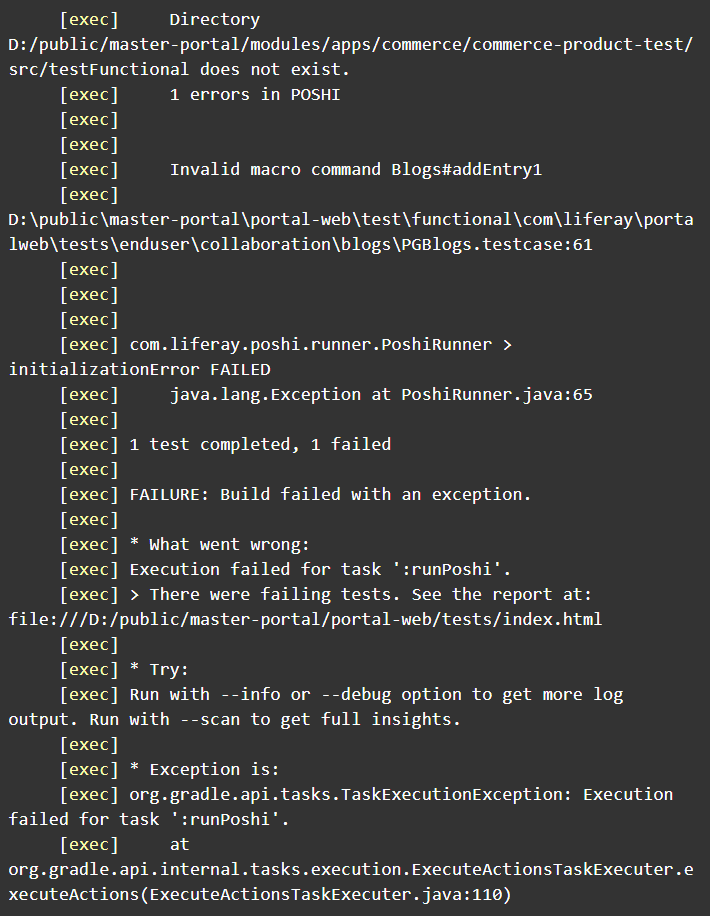 [exec]     Directory
D:/public/master-portal/modules/apps/commerce/commerce-product-test/
src/testFunctional does not exist.
[exec]     1 errors in POSHI
[exec]
[exec]
[exec]     Invalid macro command Blogs#addEntry1
[exec]
D:\public\master-portal\portal-web\test\functional\com\liferay\porta
lweb\tests\enduser\collaboration\blogs\PGBlogs.testcase:61
[exec]
[exec]
[exec]
[exec] com.liferay.poshi.runner.PoshiRunner >
initializationError FAILED
[exec]     java.lang.Exception at PoshiRunner.java:65
[exec]
[exec] 1 test completed, 1 failed
[exec]
[exec] FAILURE: Build failed with an exception.
[exec]
[exec] * What went wrong:
[exec] Execution failed for task ':runPoshi'.
[exec] > There were failing tests. See the report at:
file:///D:/public/master-portal/portal-web/tests/index.html
[exec]
[exec] * Try:
[exec] Run with --info or --debug option to get more log
output. Run with --scan to get full insights.
[exec]
[exec] * Exception is:
[exec] org.gradle.api.tasks.TaskExecutionException: Execution
failed for task ':runPoshi'.
[exec]     at
org.gradle.api.internal.tasks.execution.ExecuteActionsTaskExecuter.e
xecuteActions(ExecuteActionsTaskExecuter.java:110)